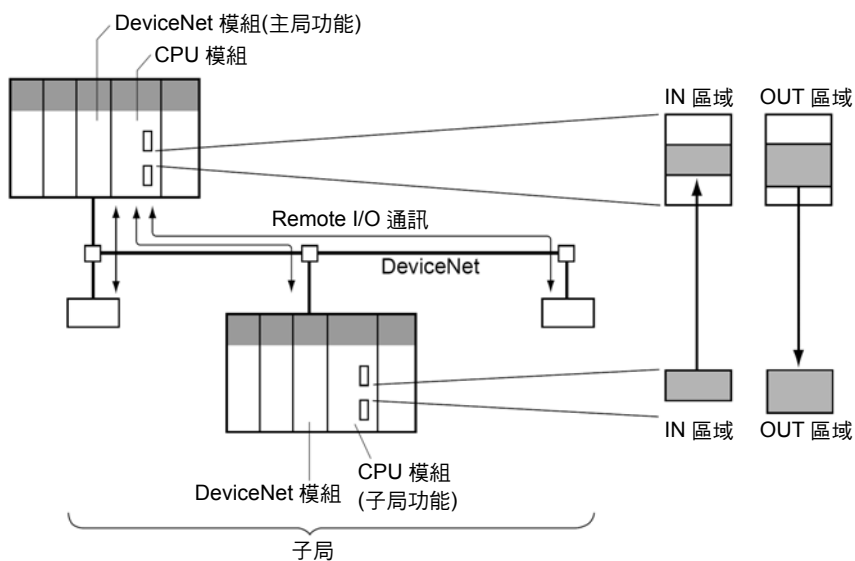 DeviceNet 模組(主局功能)
CPU 模組
IN 區域
OUT 區域
Remote I/O 通訊
DeviceNet
IN 區域
OUT 區域
DeviceNet 模組
CPU 模組
(子局功能)
子局